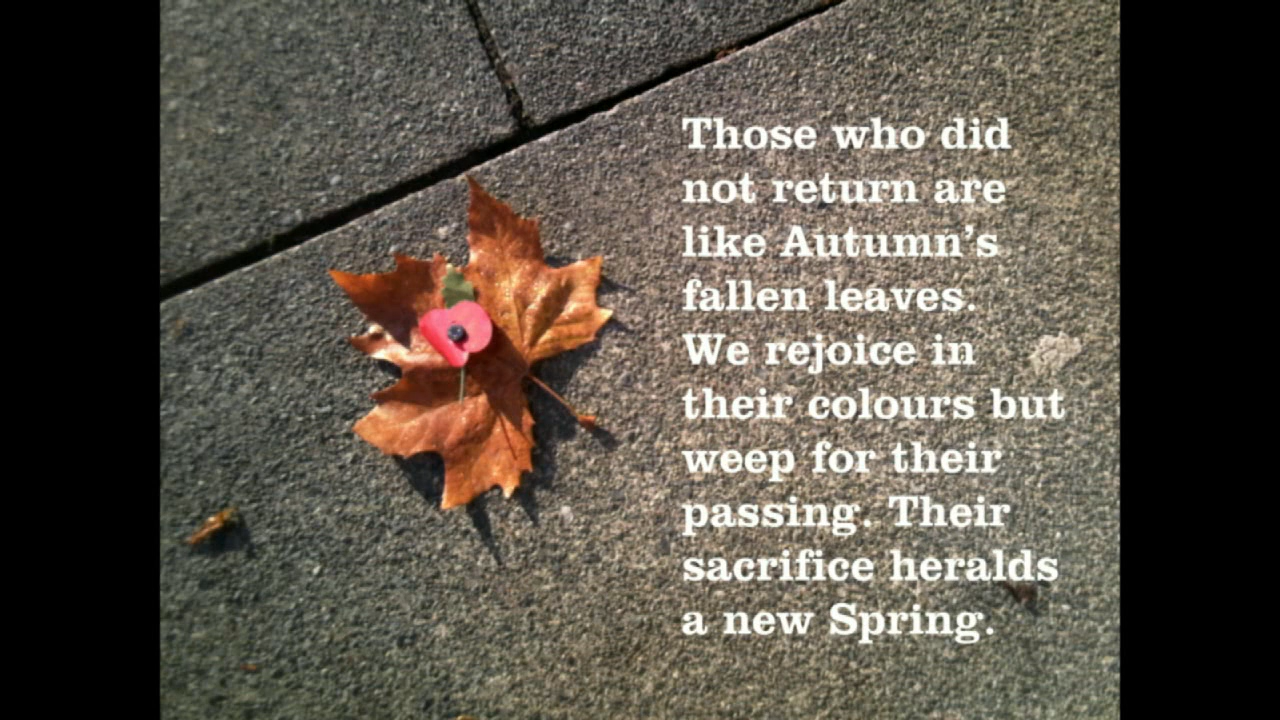 Those who did
not return are
like Autumn's
fallen leaves.
We rejoice in
their colours but
weep for their
passing. Their
sacrifice heralds
a new Spring.